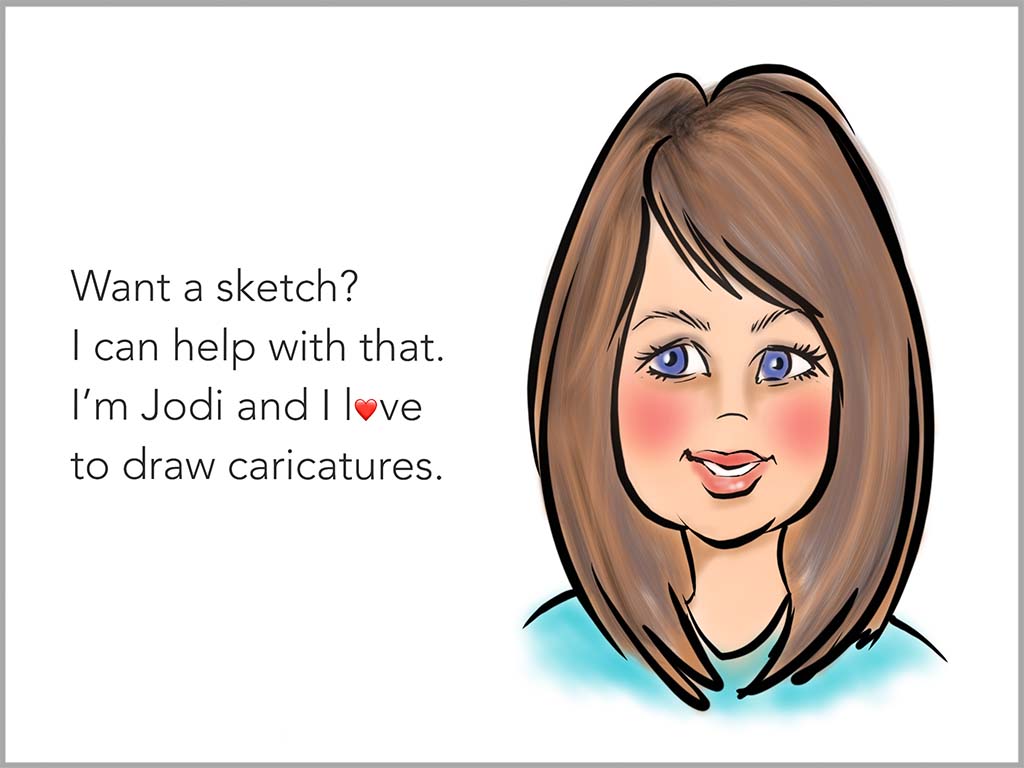 Want a sketch?
I can help with that.
I’m Jodi and I l❤️ve
to draw caricatures.